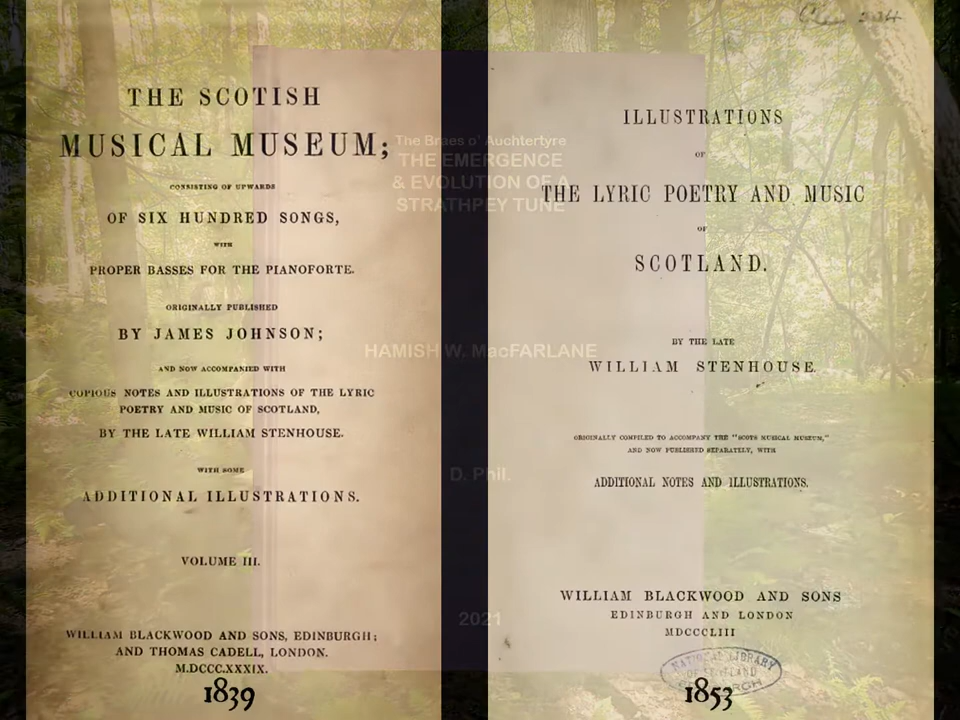 THE SCOTISH
MUSICAL MUSEUM;
CONSISTING OF UPWARDS
OF SIX HUNDRED SONGS,
WITH
PROPER BASSES FOR THE PIANOFORTE.
ORIGINALLY PUBLISHED
BY JAMES JOHNSON;
AND NOW ACCOMPANIED WITH
COPIOUS NOTES AND ILLUSTRATIONS OF THE LYRIC
POETRY AND MUSIC OF SCOTLAND,
BY THE LATE WILLIAM STENHOUSE.
WITH SOME
ADDITIONAL ILLUSTRATIONS.
VOLUME III.
WILLIAM BLACKWOOD AND SONS, EDINBURGH;
AND THOMAS CADELL, LONDON.
M.DCCC.XXXIX.
1839
The Braes o' Auchtertyre
THE EMERGENCE
& EVOLUTION OF A
STRATHPEY TUNE
HAMISH W. MacFARLANE
D. Phil.
2021
ILLUSTRATIONS
OF
THE LYRIC POETRY AND MUSIC
OF
SCOTLAND.
BY THE LATE
WILLIAM STENHOUSE.
ORIGINALLY COMPILED TO ACCOMPANY THE "SCOTS MUSICAL MUSEUM,"
AND NOW PUBLISHED SEPARATELY, WITH
ADDITIONAL NOTES AND ILLUSTRATIONS.
WILLIAM BLACKWOOD AND SONS
EDINBURGH AND LONDON
MDCCCLIII
NATIONAL LIBRARY
OF SCOTLAND
1853